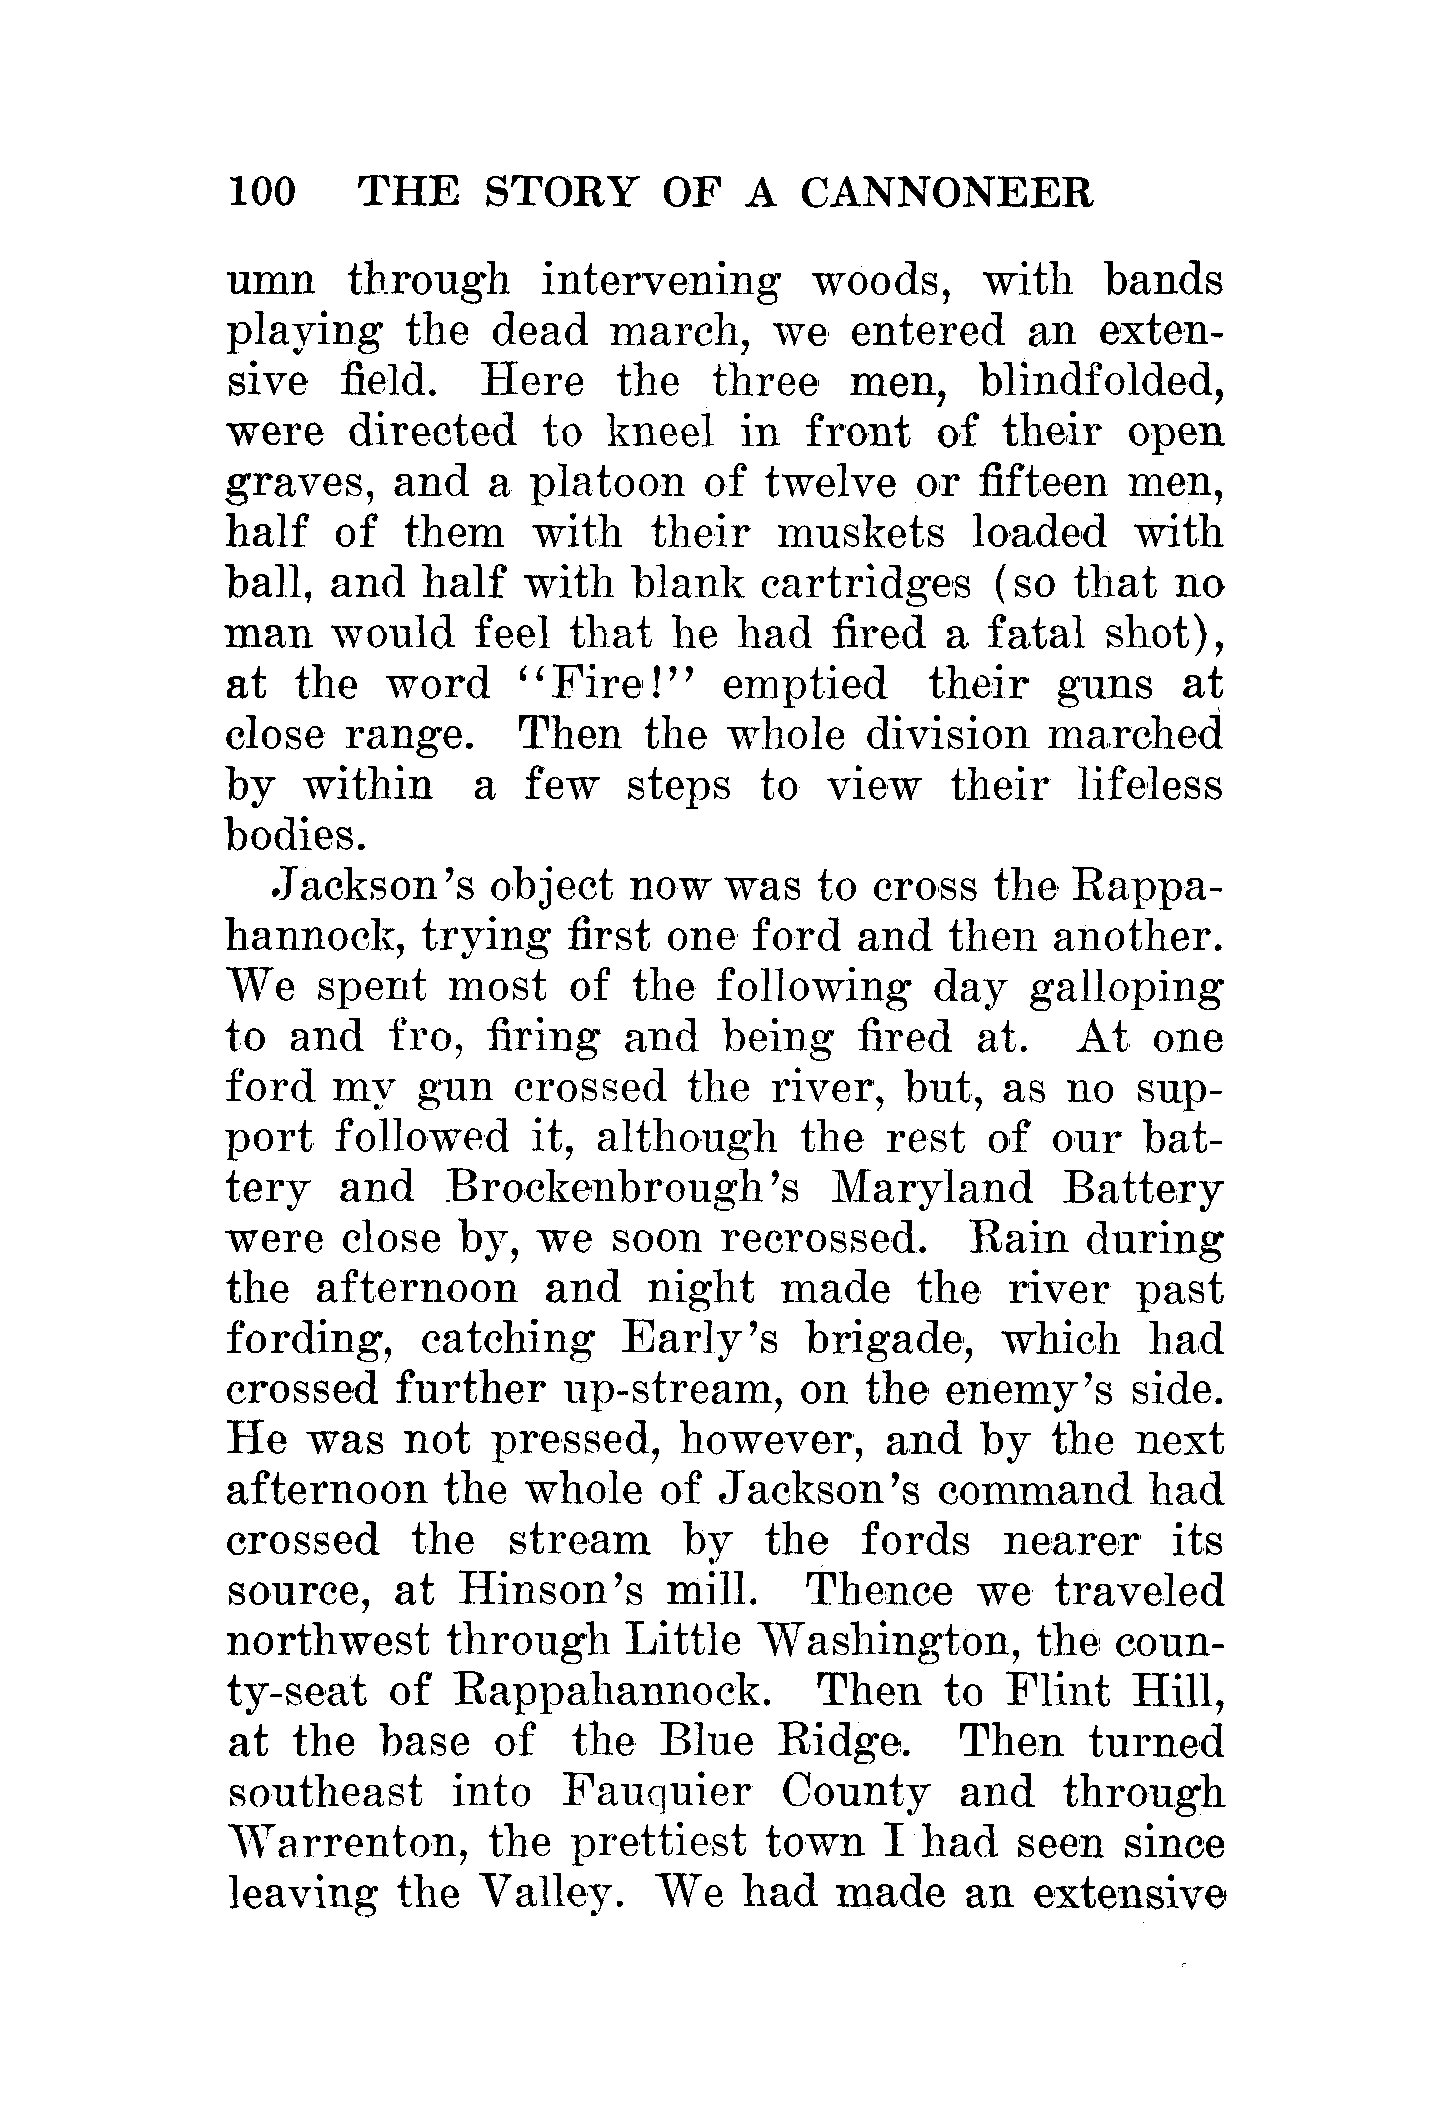 100 THE STORY OF A CANNONEER
umn through intervening woods, with bands
playing the dead march, we entered an exten-
sive field. Here the three men, blindfolded,
were directed to kneel in front of their open
graves, and a platoon of twelve or fifteen men,
half of them with their muskets loaded with
ball, and half with blank cartridges (so that no
man would feel that he had fired a fatal shot),
at the word "Fire!" emptied their guns at
close range. Then the whole division marched
by within a few steps to view their lifeless
bodies.
Jackson's object now was to cross the Rappa-
hannock, trying first one ford and then another.
We spent most of the following day galloping
to and fro, firing and being fired at. At one
ford my gun crossed the river, but, as no sup-
port followed it, although the rest of our bat-
tery and Brockenbrough's Maryland Battery
were close by, we soon recrossed. Rain during
the afternoon and night made the river past
fording, catching Early's brigade, which had
crossed further up-stream, on the enemy's side.
He was not pressed, however, and by the next
afternoon the whole of Jackson's command had
crossed the stream by the fords nearer its
source, at Hinson's mill. Thence we traveled
northwest through Little Washington, the coun-
ty-seat of Rappahannock. Then to Flint Hill,
at the base of the Blue Ridge. Then turned
southeast into Fauquier County and through
Warrenton, the prettiest town I had seen since
leaving the Valley. We had made an extensive